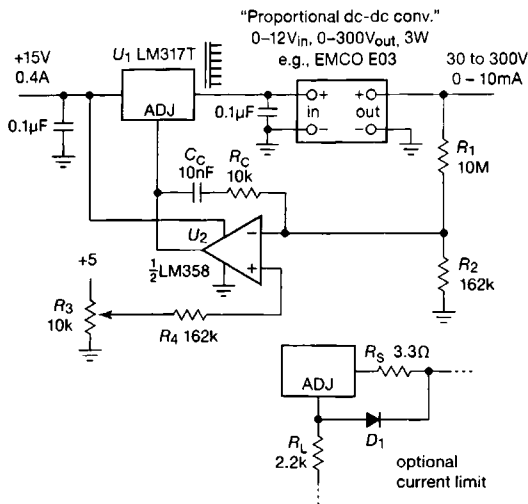 "Proportional dc-dc conv."
0–12Vin, 0–300Vout, 3W
e.g., EMCO E03
+15V
0.4A
U1 LM317T
ADJ
0.1µF
0.1µF
+ +
in out
– –
30 to 300V
0 – 10mA
R1
10M
CC
10nF
RC
10k
U2
–
+
½LM358
R2
162k
+5
R3
10k
R4 162k
ADJ
RS 3.3Ω
D1
RL
2.2k
optional
current limit